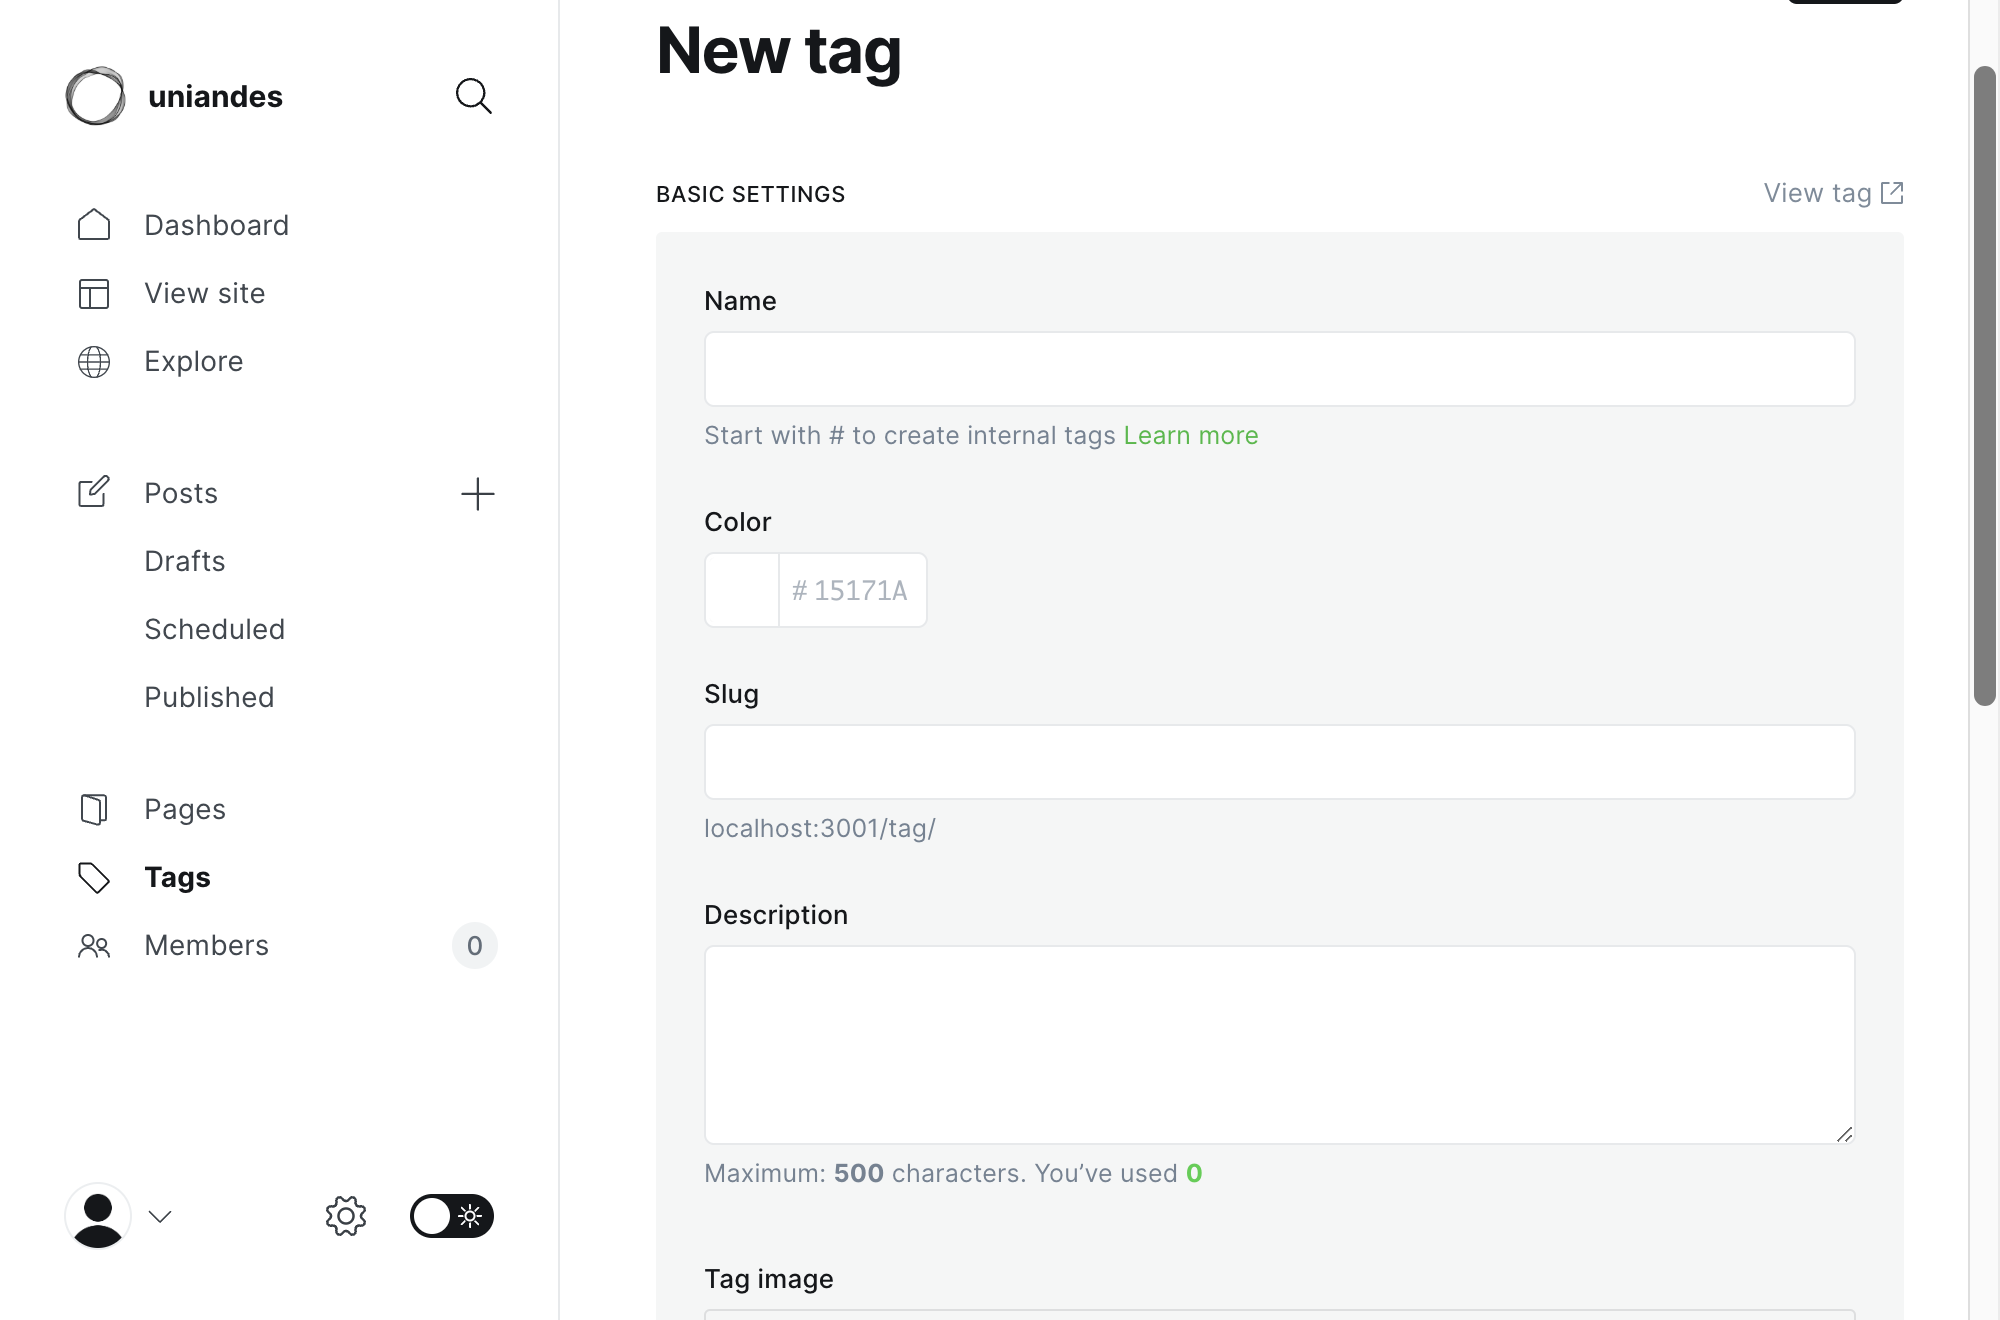 uniandes
Dashboard
View site
Explore
Posts
Drafts
Scheduled
Published
Pages
Tags
Members 0
New tag
BASIC SETTINGS
View tag
Name
Start with # to create internal tags Learn more
Color
# 15171A
Slug
localhost:3001/tag/
Description
Maximum: 500 characters. You’ve used 0
Tag image